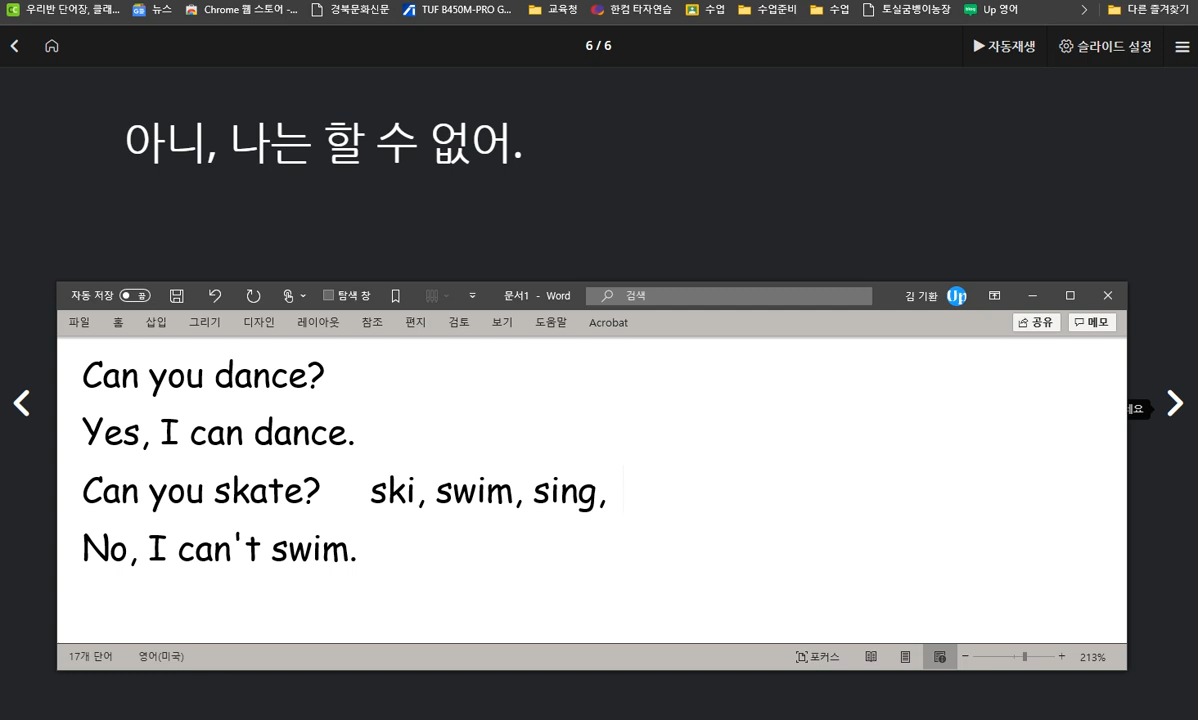 우리반 단어장, 클래... 뉴스 Chrome 웹 스토어 -... 경북문화신문 TUF B450M-PRO G... 교육청 한컴 타자연습 수업 수업준비 수업 토실굼벵이농장 Up 영어 다른 즐겨찾기
6 / 6 자동재생 슬라이드 설정
아니, 나는 할 수 없어.
자동 저장 끔 탐색 창 문서1 - Word 검색 김 기환 Up
파일 홈 삽입 그리기 디자인 레이아웃 참조 편지 검토 보기 도움말 Acrobat 공유 메모
Can you dance?
Yes, I can dance.
Can you skate? ski, swim, sing,
No, I can't swim.
17개 단어 영어(미국) 포커스 213%